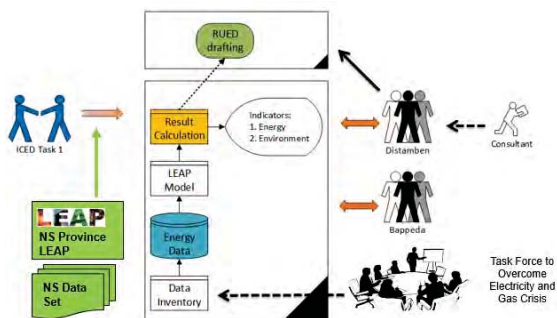 RUED
drafting
ICED Task 1
Result
Calculation
Indicators:
1. Energy
2. Environment
Distamben
Consultant
LEAP
Model
LEAP
NS Province
LEAP
Energy
Data
Bappeda
NS Data
Set
Data
Inventory
Task Force to
Overcome
Electricity and
Gas Crisis